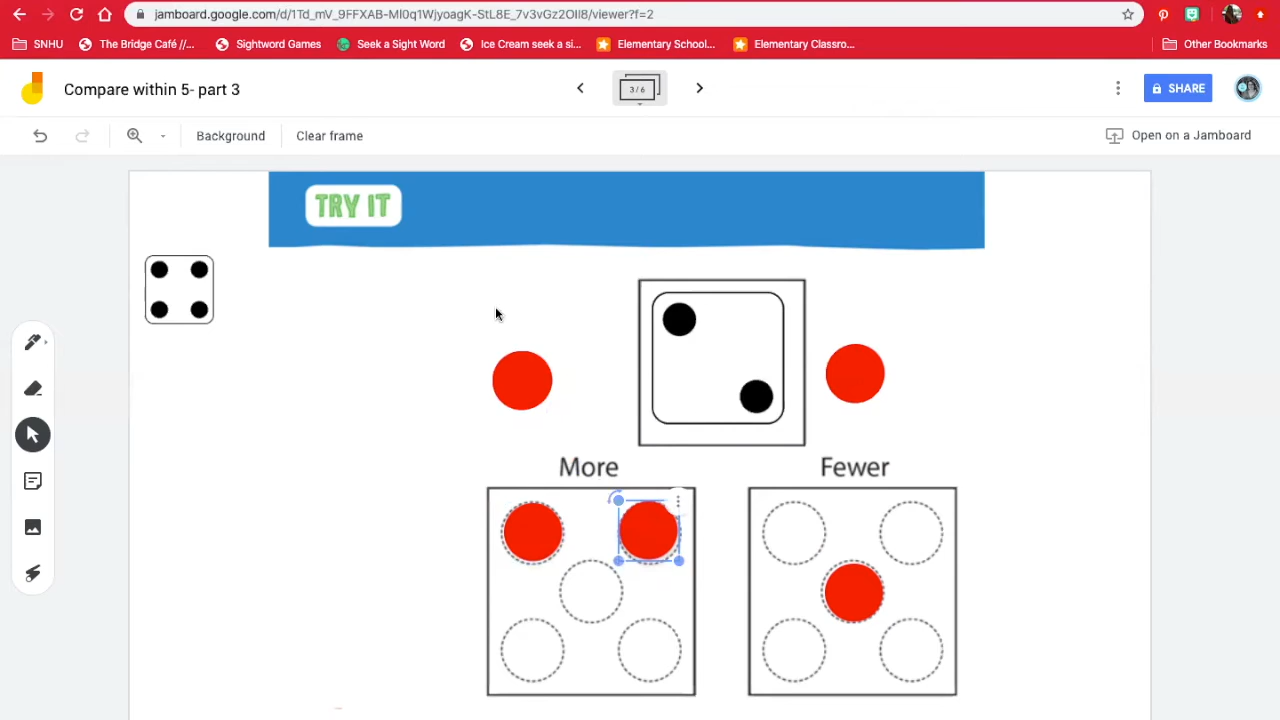 jamboard.google.com/d/1Td_mV_9FFXAB-Ml0q1WjyoagK-StL8E_7v3vGz2OlI8/viewer?f=2
SNHU
The Bridge Café //...
Sightword Games
Seek a Sight Word
Ice Cream seek a si...
Elementary School...
Elementary Classro...
Other Bookmarks
Compare within 5- part 3
3 / 6
SHARE
Background
Clear frame
Open on a Jamboard
TRY IT
More
Fewer